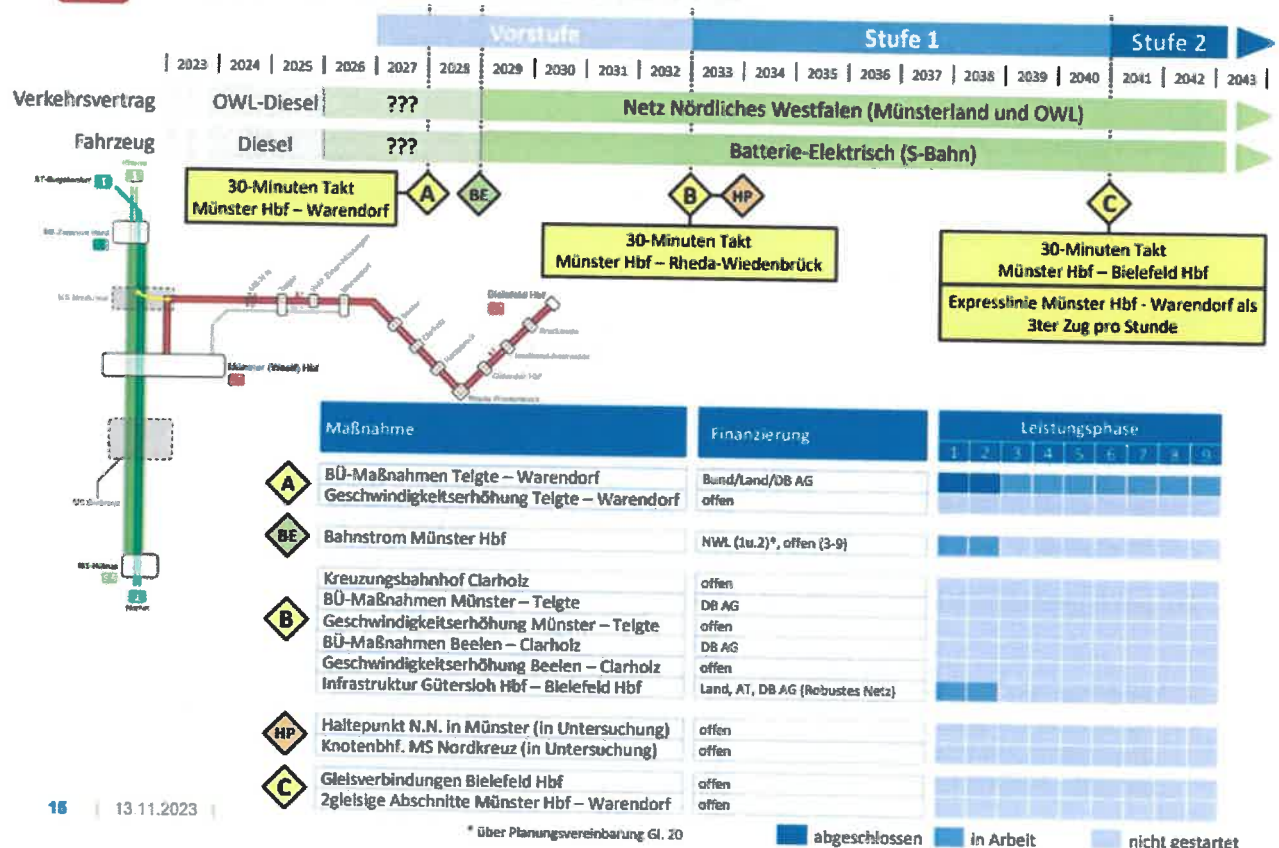 Vorstufe
Stufe 1
Stufe 2
2023 | 2024 | 2025 | 2026 | 2027 | 2028 | 2029 | 2030 | 2031 | 2032 | 2033 | 2034 | 2035 | 2036 | 2037 | 2038 | 2039 | 2040 | 2041 | 2042 | 2043
Verkehrsvertrag
OWL-Diesel
???
Netz Nördliches Westfalen (Münsterland und OWL)
Fahrzeug
Diesel
???
Batterie-Elektrisch (S-Bahn)
30-Minuten Takt
Münster Hbf – Warendorf
A
BE
B
HP
C
30-Minuten Takt
Münster Hbf – Rheda-Wiedenbrück
30-Minuten Takt
Münster Hbf – Bielefeld Hbf
Expresslinie Münster Hbf - Warendorf als
3ter Zug pro Stunde
Telgte
Warendorf
Beelen
Clarholz
Bielefeld Hbf
Gütersloh Hbf
Münster (Westf) Hbf
Maßnahme
Finanzierung
Leistungsphase
1 2 3 4 5 6 7 8 9
A
BÜ-Maßnahmen Telgte – Warendorf
Bund/Land/DB AG
Geschwindigkeitserhöhung Telgte – Warendorf
offen
BE
Bahnstrom Münster Hbf
NWL (1u.2)*, offen (3-9)
B
Kreuzungsbahnhof Clarholz
offen
BÜ-Maßnahmen Münster – Telgte
DB AG
Geschwindigkeitserhöhung Münster – Telgte
offen
BÜ-Maßnahmen Beelen – Clarholz
DB AG
Geschwindigkeitserhöhung Beelen – Clarholz
offen
Infrastruktur Gütersloh Hbf – Bielefeld Hbf
Land, AT, DB AG (Robustes Netz)
HP
Haltepunkt N.N. in Münster (in Untersuchung)
offen
Knotenbhf. MS Nordkreuz (in Untersuchung)
offen
C
Gleisverbindungen Bielefeld Hbf
offen
2gleisige Abschnitte Münster Hbf – Warendorf
offen
15 | 13.11.2023 |
* über Planungsvereinbarung Gl. 20
abgeschlossen
in Arbeit
nicht gestartet